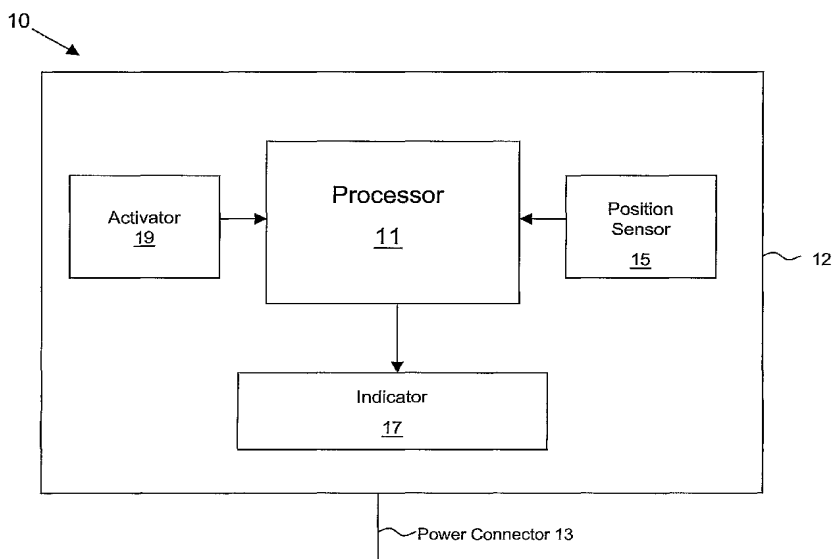 10
Processor
11
Activator
19
Position
Sensor
15
12
Indicator
17
Power Connector 13